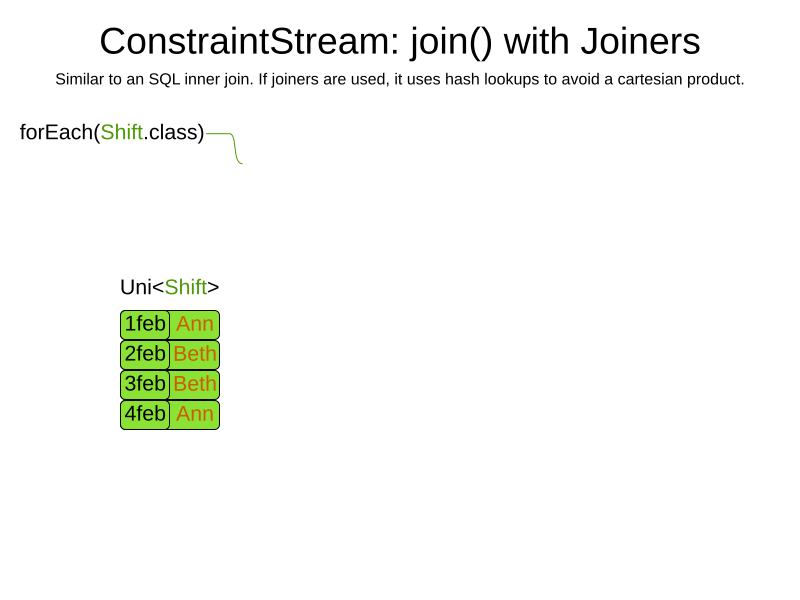 ConstraintStream: join() with Joiners
Similar to an SQL inner join. If joiners are used, it uses hash lookups to avoid a cartesian product.
forEach(Shift.class)
Uni<Shift>
1feb Ann
2feb Beth
3feb Beth
4feb Ann